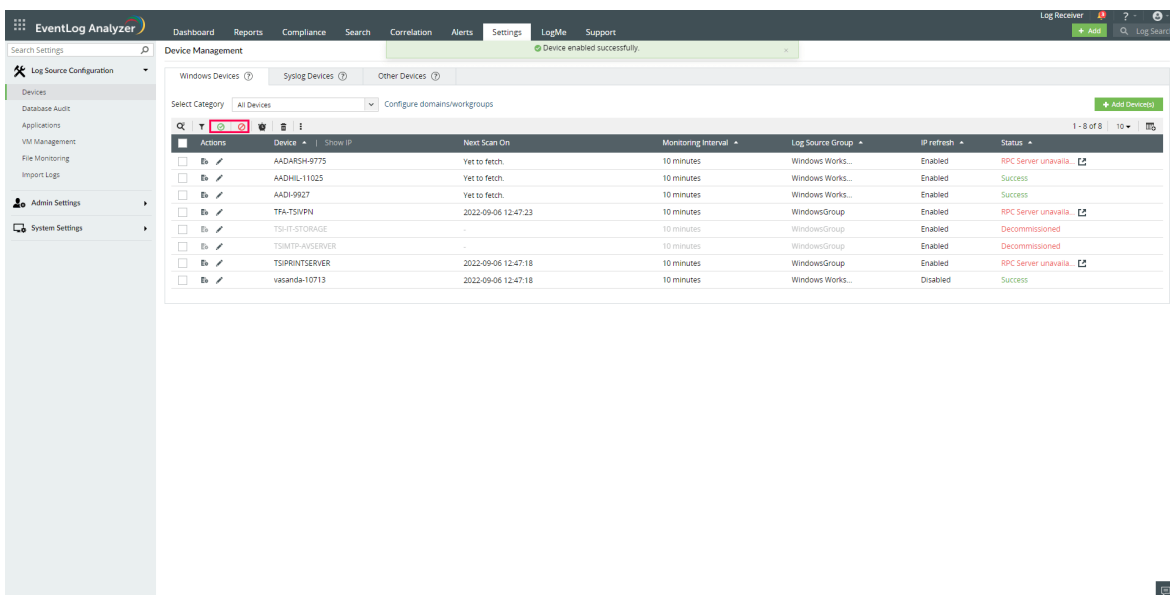 Log Receiver
EventLog Analyzer
Dashboard Reports Compliance Search Correlation Alerts Settings LogMe Support
+ Add Log Search
Search Settings
Device Management
Device enabled successfully.
Log Source Configuration
Windows Devices Syslog Devices Other Devices
Devices
Database Audit
Applications
VM Management
File Monitoring
Import Logs
Admin Settings
System Settings
Select Category All Devices Configure domains/workgroups
+ Add Device(s)
1 - 8 of 8 10
Actions Device | Show IP Next Scan On Monitoring Interval Log Source Group IP refresh Status
AADARSH-9775 Yet to fetch. 10 minutes Windows Works... Enabled RPC Server unavaila...
AADHIL-11025 Yet to fetch. 10 minutes Windows Works... Enabled Success
AADI-9927 Yet to fetch. 10 minutes Windows Works... Enabled Success
TFA-TSIVPN 2022-09-06 12:47:23 10 minutes WindowsGroup Enabled RPC Server unavaila...
TSI-IT-STORAGE - 10 minutes WindowsGroup Enabled Decommissioned
TSIMTP-AVSERVER - 10 minutes WindowsGroup Enabled Decommissioned
TSIPRINTSERVER 2022-09-06 12:47:18 10 minutes WindowsGroup Enabled RPC Server unavaila...
vasanda-10713 2022-09-06 12:47:18 10 minutes Windows Works... Disabled Success